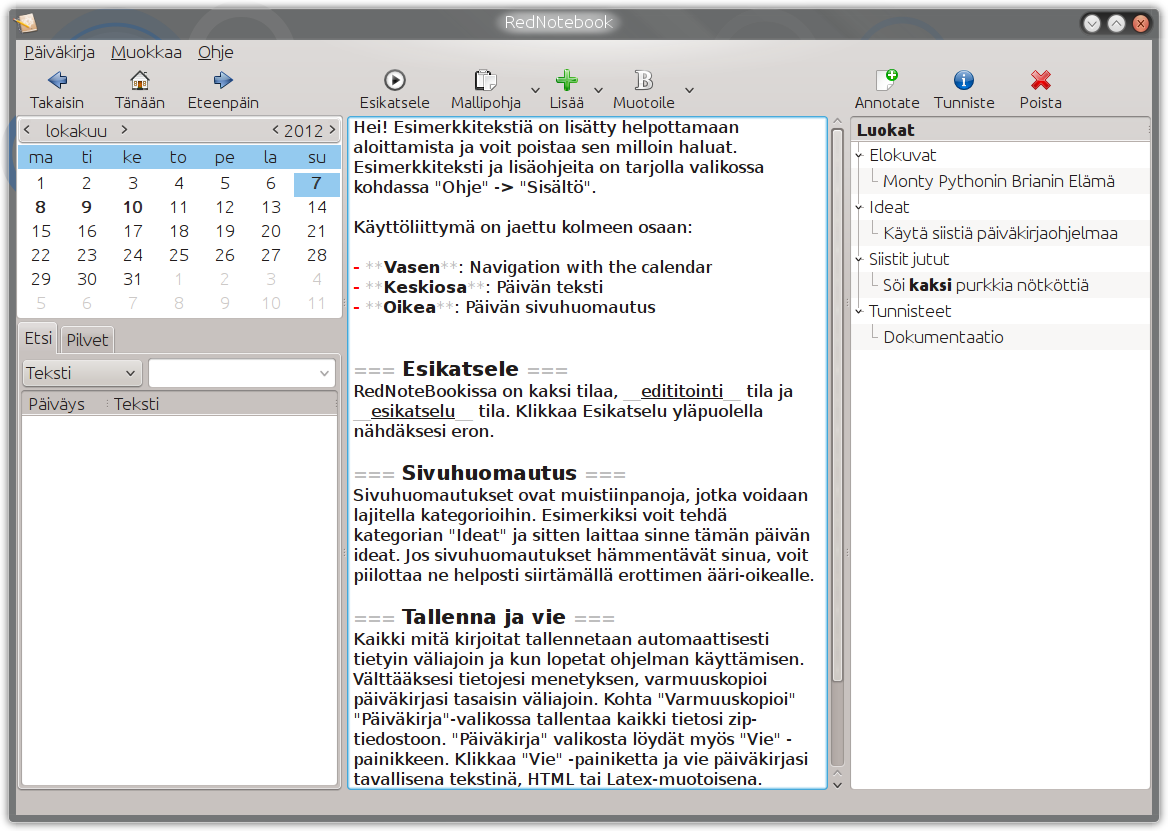 RedNotebook
Päiväkirja Muokkaa Ohje
Takaisin Tänään Eteenpäin Esikatsele Mallipohja Lisää Muotoile Annotate Tunniste Poista
< lokakuu > < 2012 >
ma ti ke to pe la su
1 2 3 4 5 6 7
8 9 10 11 12 13 14
15 16 17 18 19 20 21
22 23 24 25 26 27 28
29 30 31 1 2 3 4
5 6 7 8 9 10 11
Etsi Pilvet
Teksti
Päiväys Teksti
Hei! Esimerkkitekstiä on lisätty helpottamaan
aloittamista ja voit poistaa sen milloin haluat.
Esimerkkiteksti ja lisäohjeita on tarjolla valikossa
kohdassa "Ohje" -> "Sisältö".
Käyttöliittymä on jaettu kolmeen osaan:
- **Vasen**: Navigation with the calendar
- **Keskiosa**: Päivän teksti
- **Oikea**: Päivän sivuhuomautus
=== Esikatsele ===
RedNoteBookissa on kaksi tilaa, __edititointi__ tila ja
__esikatselu__ tila. Klikkaa Esikatselu yläpuolella
nähdäksesi eron.
=== Sivuhuomautus ===
Sivuhuomautukset ovat muistiinpanoja, jotka voidaan
lajitella kategorioihin. Esimerkiksi voit tehdä
kategorian "Ideat" ja sitten laittaa sinne tämän päivän
ideat. Jos sivuhuomautukset hämmentävät sinua, voit
piilottaa ne helposti siirtämällä erottimen ääri-oikealle.
=== Tallenna ja vie ===
Kaikki mitä kirjoitat tallennetaan automaattisesti
tietyin väliajoin ja kun lopetat ohjelman käyttämisen.
Välttääksesi tietojesi menetyksen, varmuuskopioi
päiväkirjasi tasaisin väliajoin. Kohta "Varmuuskopioi"
"Päiväkirja"-valikossa tallentaa kaikki tietosi zip-
tiedostoon. "Päiväkirja" valikosta löydät myös "Vie" -
painikkeen. Klikkaa "Vie" -painiketta ja vie päiväkirjasi
tavallisena tekstinä, HTML tai Latex-muotoisena.
Luokat
Elokuvat
Monty Pythonin Brianin Elämä
Ideat
Käytä siistiä päiväkirjaohjelmaa
Siistit jutut
Söi kaksi purkkia nötköttiä
Tunnisteet
Dokumentaatio